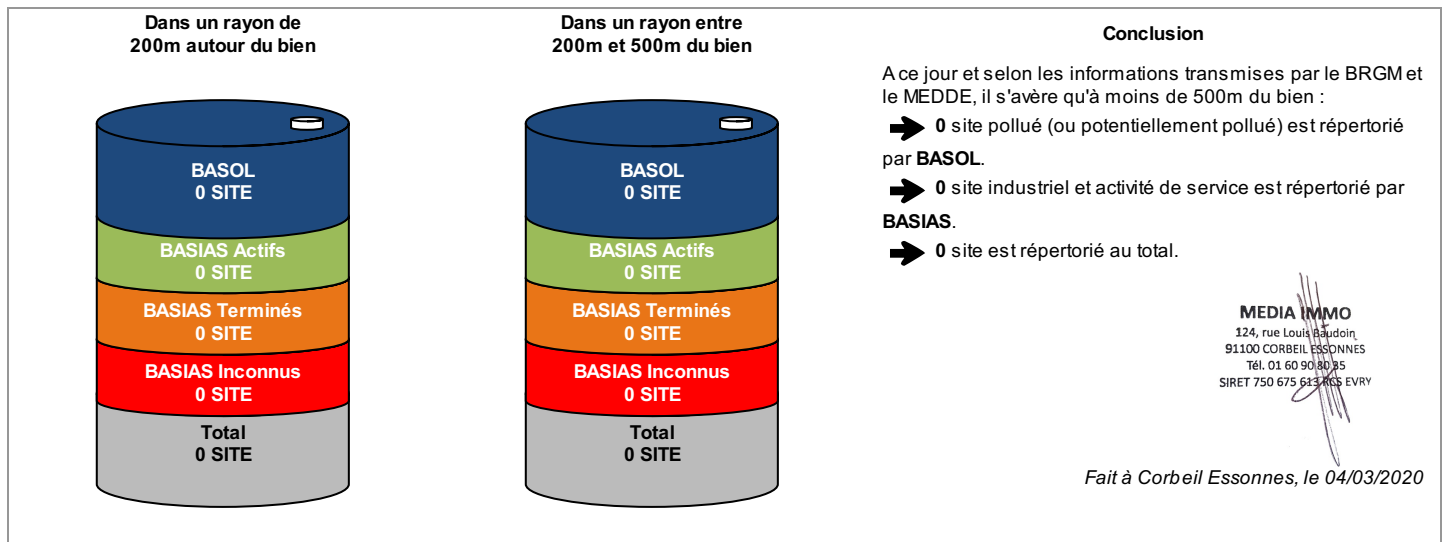 Dans un rayon de
200m autour du bien
BASOL
0 SITE
BASIAS Actifs
0 SITE
BASIAS Terminés
0 SITE
BASIAS Inconnus
0 SITE
Total
0 SITE
Dans un rayon entre
200m et 500m du bien
BASOL
0 SITE
BASIAS Actifs
0 SITE
BASIAS Terminés
0 SITE
BASIAS Inconnus
0 SITE
Total
0 SITE
Conclusion
A ce jour et selon les informations transmises par le BRGM et
le MEDDE, il s'avère qu'à moins de 500m du bien :
0 site pollué (ou potentiellement pollué) est répertorié
par BASOL.
0 site industriel et activité de service est répertorié par
BASIAS.
0 site est répertorié au total.
MEDIA IMMO
124, rue Louis Baudoin
91100 CORBEIL ESSONNES
Tél. 01 60 90 80 85
SIRET 750 675 613 RCS EVRY
Fait à Corbeil Essonnes, le 04/03/2020